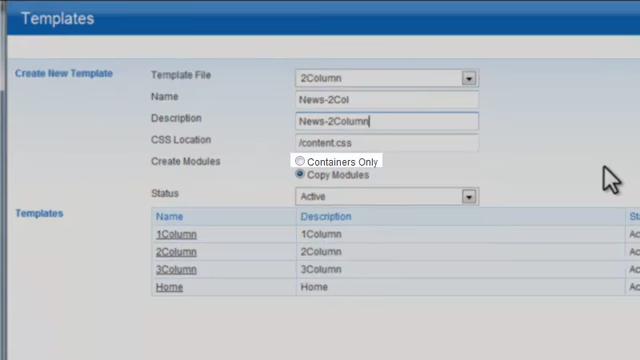 Templates
Create New Template
Template File
2Column
Name
News-2Col
Description
News-2Column
CSS Location
/content.css
Create Modules
Containers Only
Copy Modules
Status
Active
Templates
Name Description
1Column 1Column
2Column 2Column
3Column 3Column
Home Home